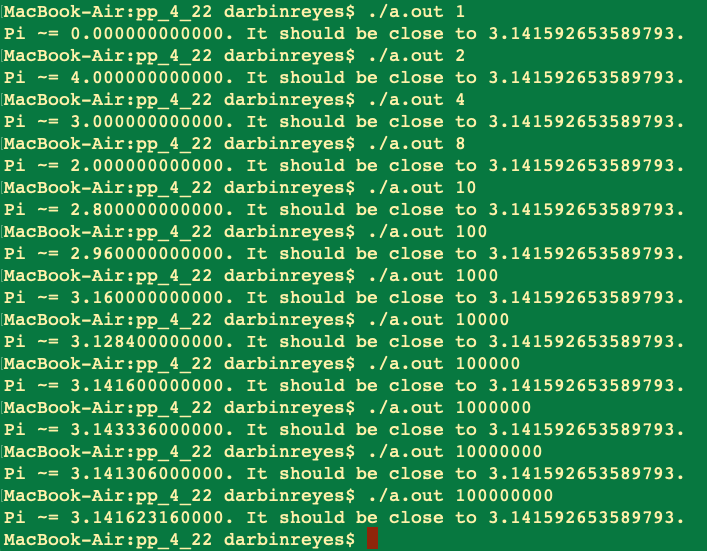 MacBook-Air:pp_4_22 darbinreyes$ ./a.out 1
Pi ~= 0.000000000000. It should be close to 3.141592653589793.
MacBook-Air:pp_4_22 darbinreyes$ ./a.out 2
Pi ~= 4.000000000000. It should be close to 3.141592653589793.
MacBook-Air:pp_4_22 darbinreyes$ ./a.out 4
Pi ~= 3.000000000000. It should be close to 3.141592653589793.
MacBook-Air:pp_4_22 darbinreyes$ ./a.out 8
Pi ~= 2.000000000000. It should be close to 3.141592653589793.
MacBook-Air:pp_4_22 darbinreyes$ ./a.out 10
Pi ~= 2.800000000000. It should be close to 3.141592653589793.
MacBook-Air:pp_4_22 darbinreyes$ ./a.out 100
Pi ~= 2.960000000000. It should be close to 3.141592653589793.
MacBook-Air:pp_4_22 darbinreyes$ ./a.out 1000
Pi ~= 3.160000000000. It should be close to 3.141592653589793.
MacBook-Air:pp_4_22 darbinreyes$ ./a.out 10000
Pi ~= 3.128400000000. It should be close to 3.141592653589793.
MacBook-Air:pp_4_22 darbinreyes$ ./a.out 100000
Pi ~= 3.141600000000. It should be close to 3.141592653589793.
MacBook-Air:pp_4_22 darbinreyes$ ./a.out 1000000
Pi ~= 3.143336000000. It should be close to 3.141592653589793.
MacBook-Air:pp_4_22 darbinreyes$ ./a.out 10000000
Pi ~= 3.141306000000. It should be close to 3.141592653589793.
MacBook-Air:pp_4_22 darbinreyes$ ./a.out 100000000
Pi ~= 3.141623160000. It should be close to 3.141592653589793.
MacBook-Air:pp_4_22 darbinreyes$